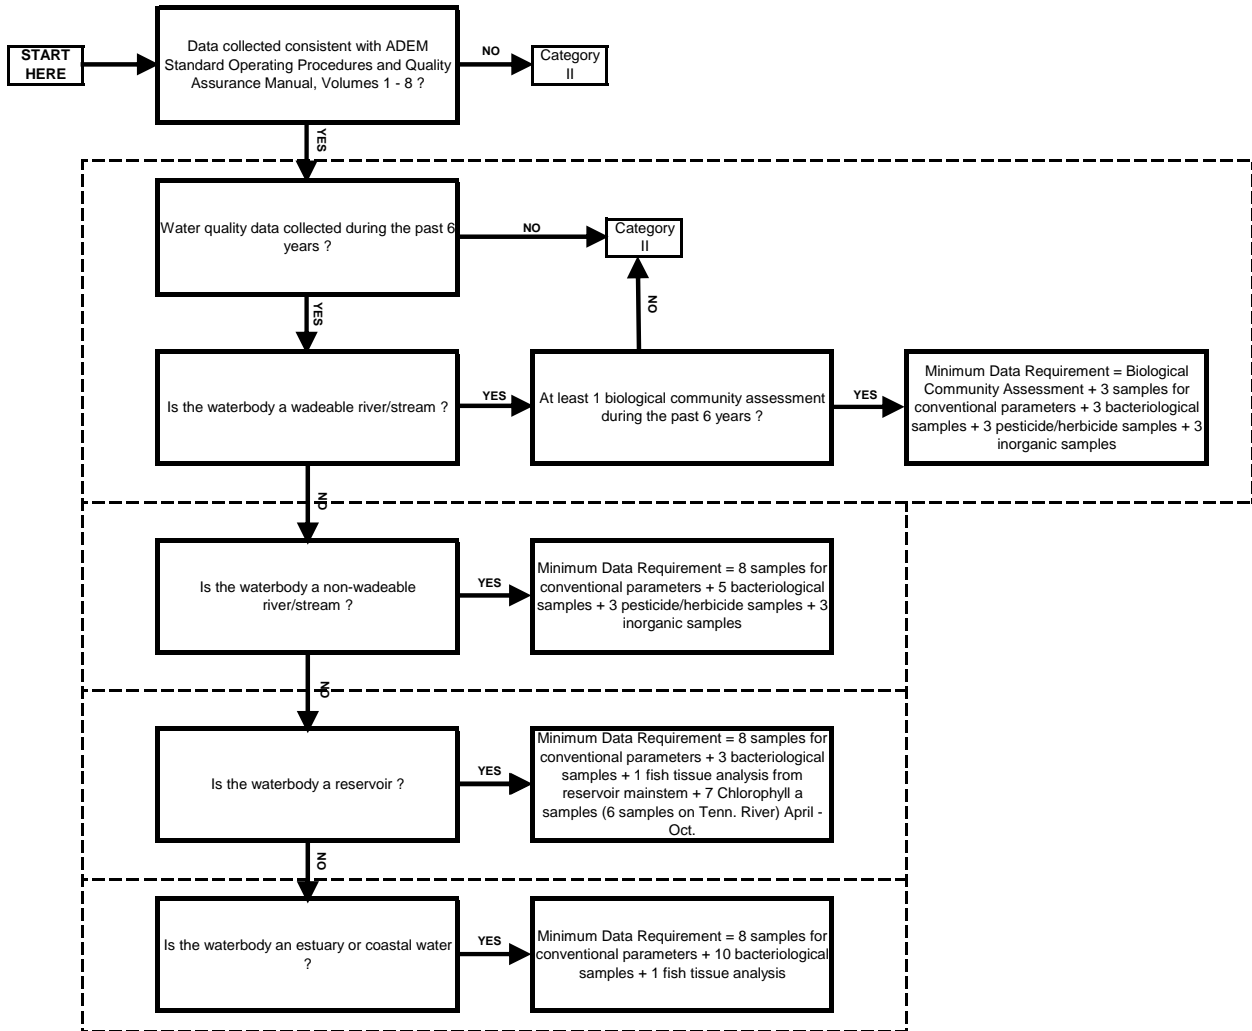 START
HERE
Data collected consistent with ADEM
Standard Operating Procedures and Quality
Assurance Manual, Volumes 1 - 8 ?
NO
Category
II
YES
Water quality data collected during the past 6
years ?
NO
Category
II
YES
NO
Is the waterbody a wadeable river/stream ?
YES
At least 1 biological community assessment
during the past 6 years ?
YES
Minimum Data Requirement = Biological
Community Assessment + 3 samples for
conventional parameters + 3 bacteriological
samples + 3 pesticide/herbicide samples + 3
inorganic samples
NO
Is the waterbody a non-wadeable
river/stream ?
YES
Minimum Data Requirement = 8 samples for
conventional parameters + 5 bacteriological
samples + 3 pesticide/herbicide samples + 3
inorganic samples
NO
Is the waterbody a reservoir ?
YES
Minimum Data Requirement = 8 samples for
conventional parameters + 3 bacteriological
samples + 1 fish tissue analysis from
reservoir mainstem + 7 Chlorophyll a
samples (6 samples on Tenn. River) April -
Oct.
NO
Is the waterbody an estuary or coastal water
?
YES
Minimum Data Requirement = 8 samples for
conventional parameters + 10 bacteriological
samples + 1 fish tissue analysis